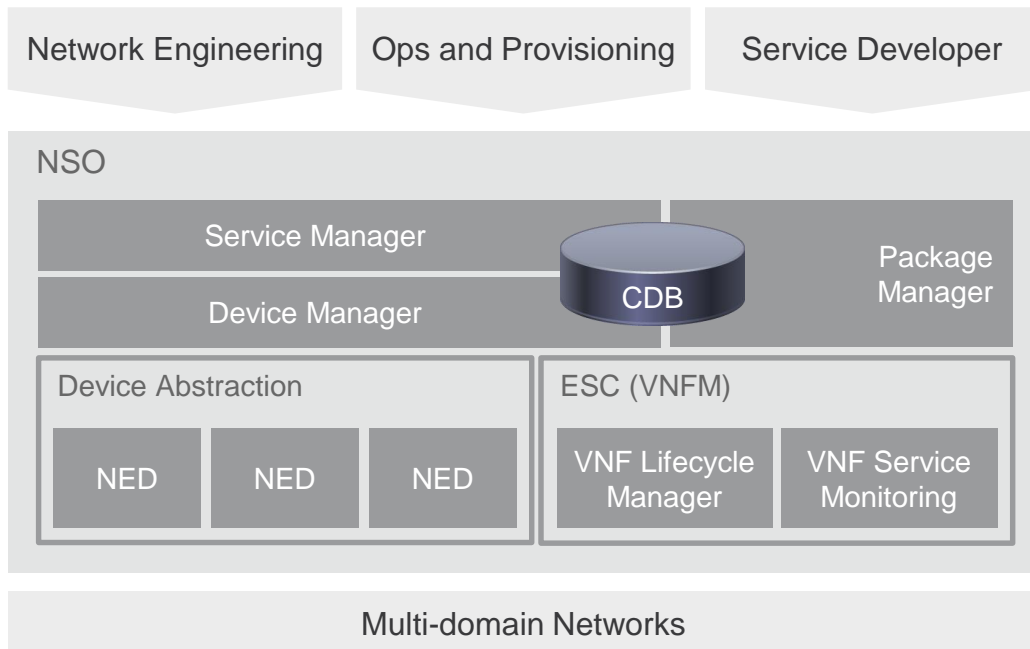 Network Engineering
Ops and Provisioning
Service Developer
NSO
Service Manager
Device Manager
CDB
Package
Manager
Device Abstraction
NED
NED
NED
ESC (VNFM)
VNF Lifecycle
Manager
VNF Service
Monitoring
Multi-domain Networks